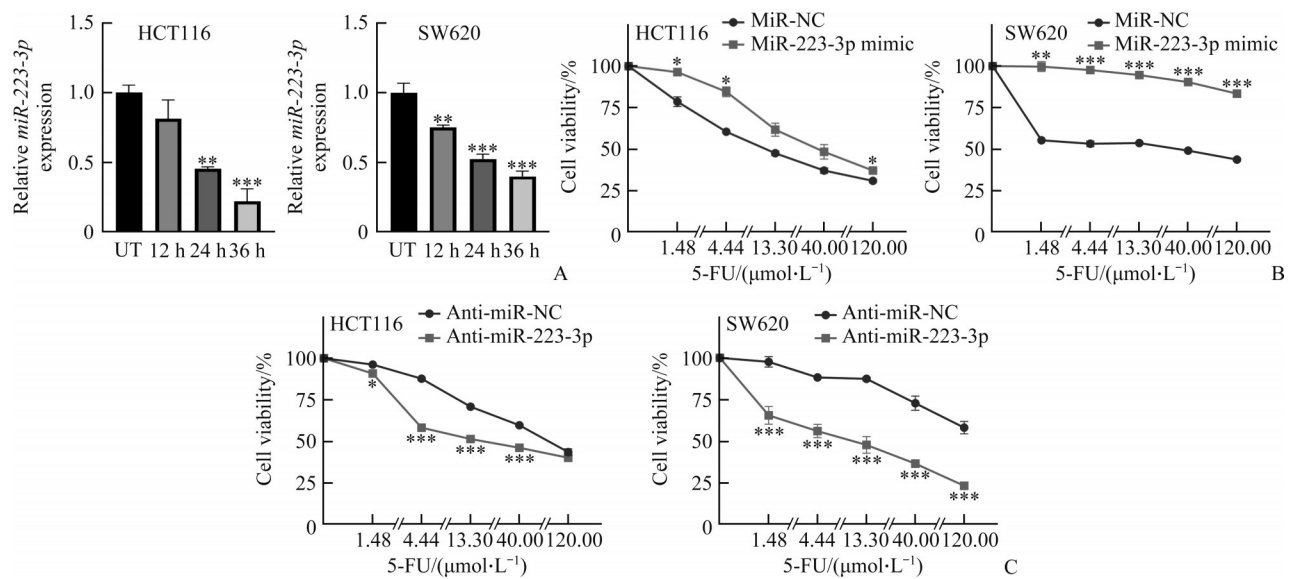 HCT116
Relative miR-223-3p
expression
1.5
1.0
0.5
0
**
***
UT 12 h 24 h 36 h
SW620
Relative miR-223-3p
expression
1.5
1.0
0.5
0
**
***
***
UT 12 h 24 h 36 h
A
HCT116
MiR-NC
MiR-223-3p mimic
Cell viability/%
100
75
50
25
0
*
*
*
1.48 4.44 13.30 40.00 120.00
5-FU/(μmol·L⁻¹)
SW620
MiR-NC
MiR-223-3p mimic
Cell viability/%
100
75
50
25
0
**
***
***
***
***
1.48 4.44 13.30 40.00 120.00
5-FU/(μmol·L⁻¹)
B
HCT116
Anti-miR-NC
Anti-miR-223-3p
Cell viability/%
100
75
50
25
0
*
***
***
***
1.48 4.44 13.30 40.00 120.00
5-FU/(μmol·L⁻¹)
SW620
Anti-miR-NC
Anti-miR-223-3p
Cell viability/%
100
75
50
25
0
***
***
***
***
***
1.48 4.44 13.30 40.00 120.00
5-FU/(μmol·L⁻¹)
C